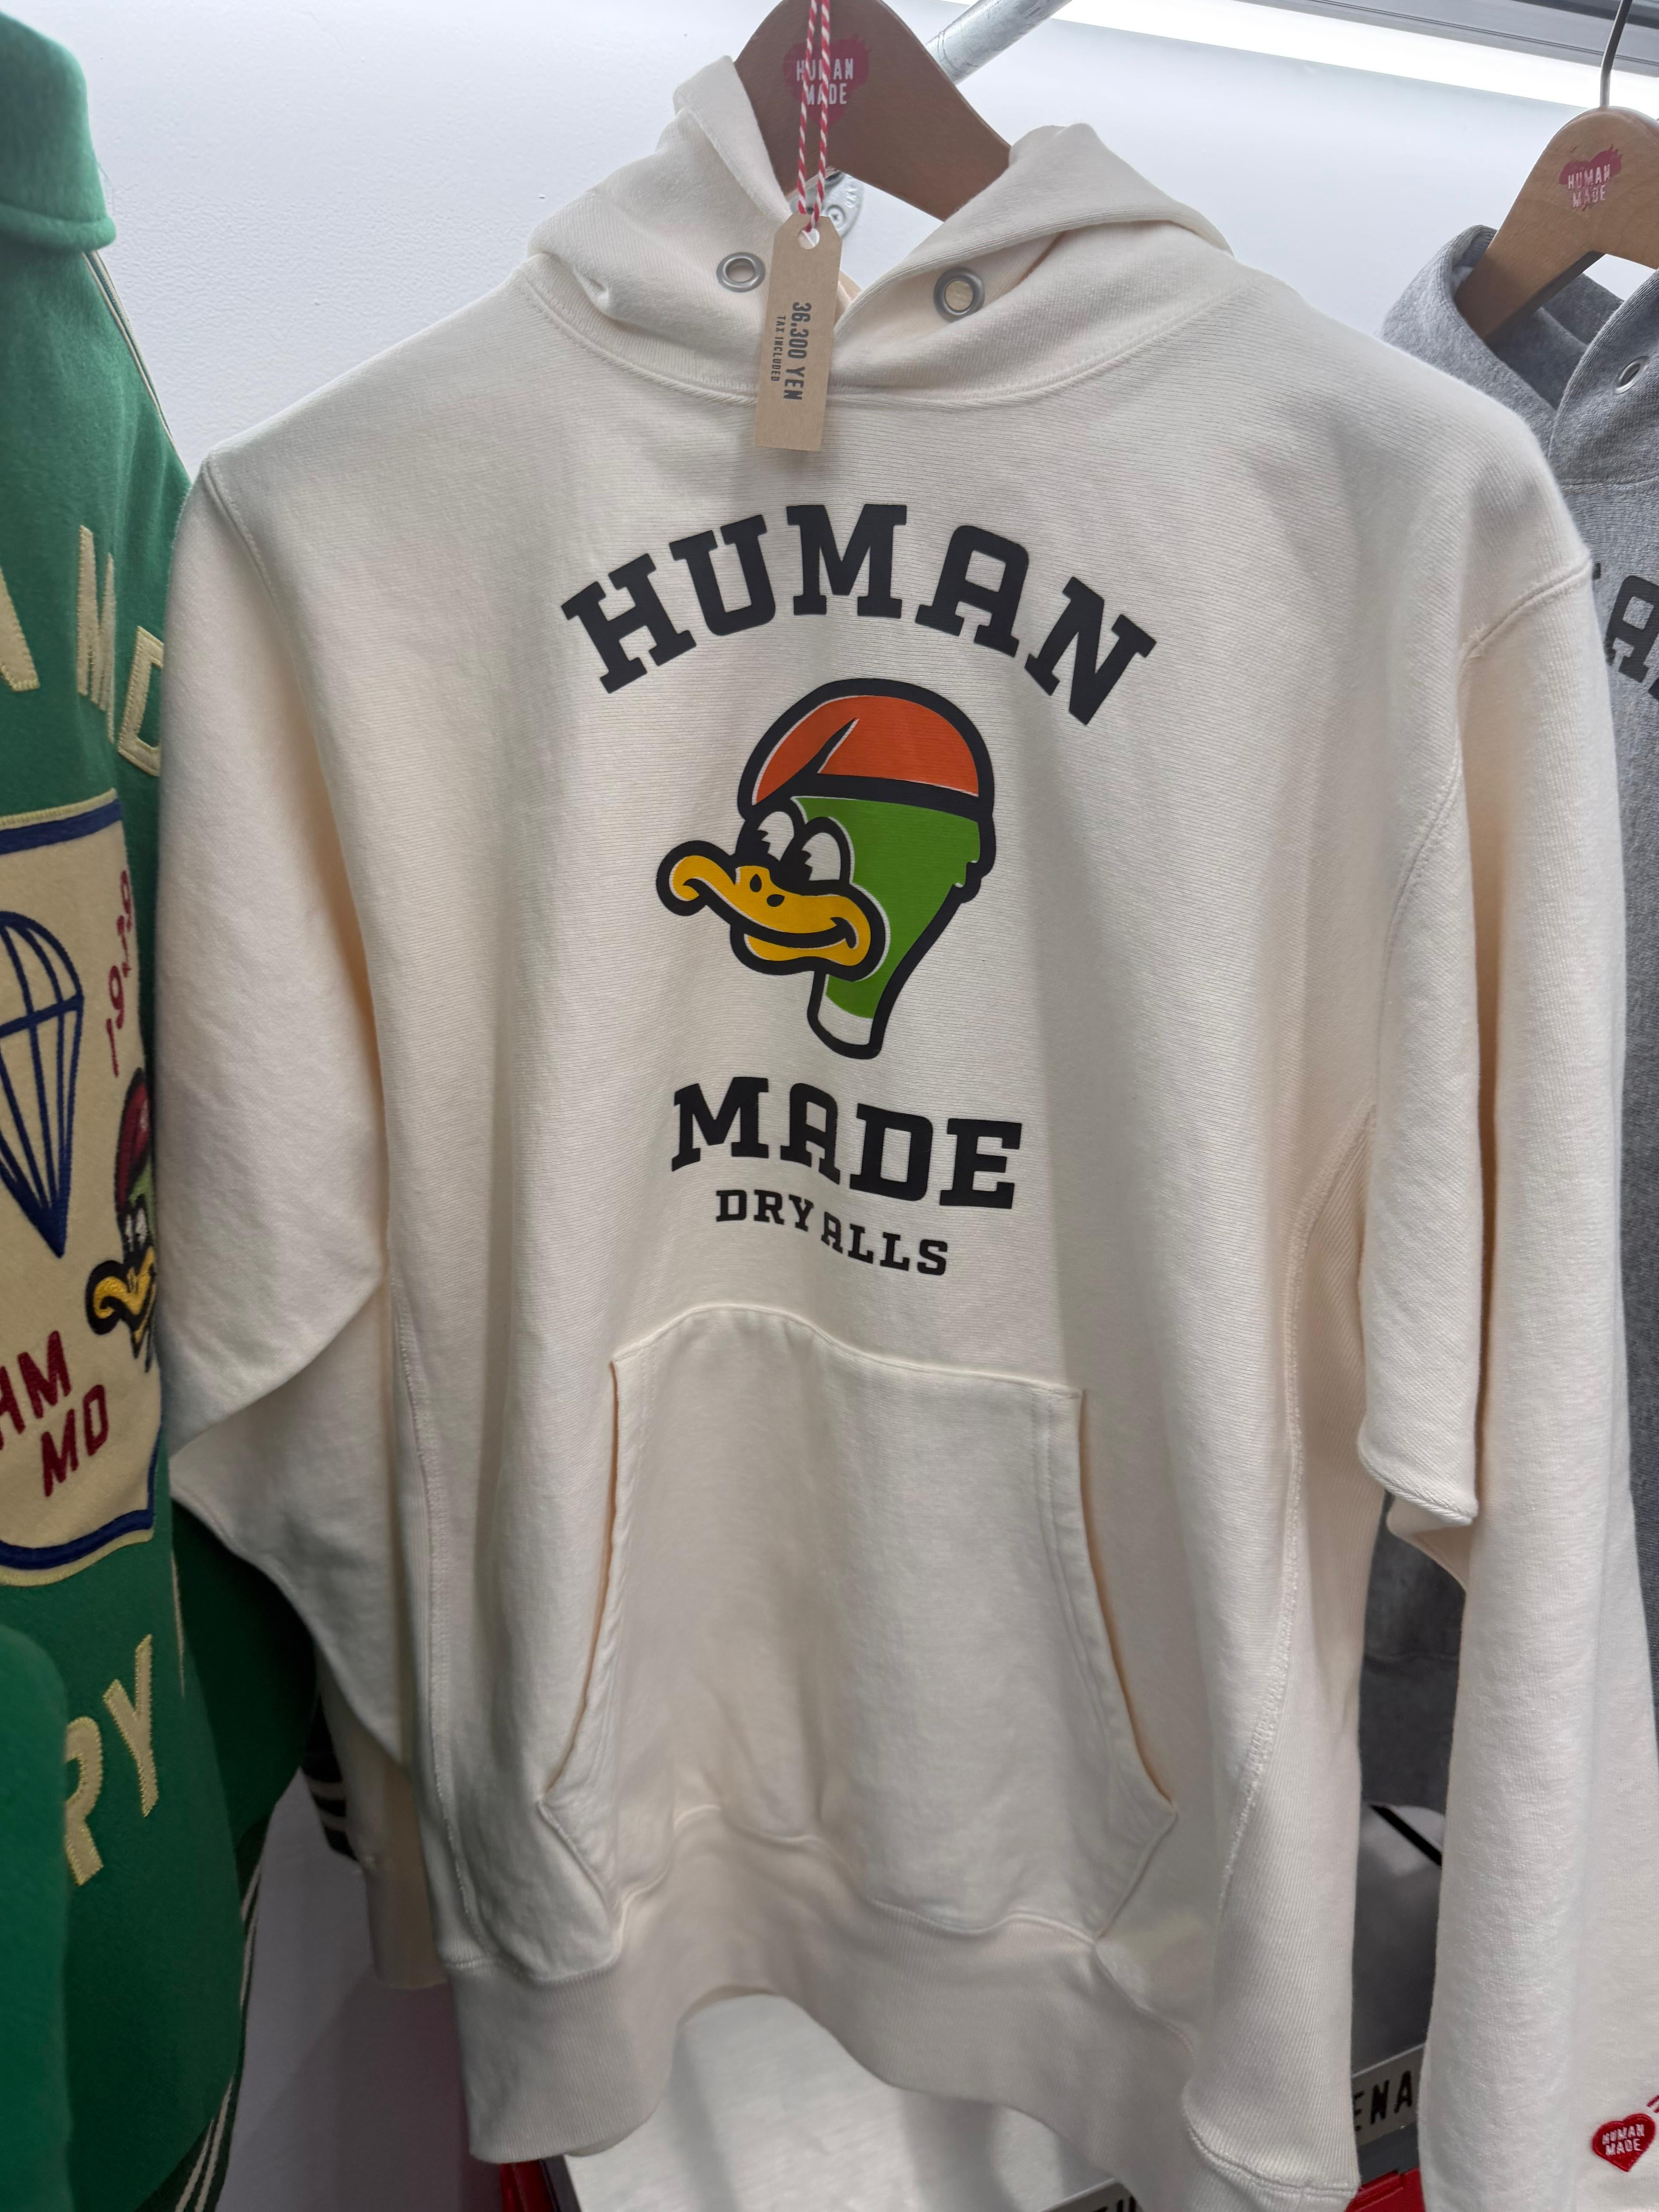 HUMAN
MADE
HUMAN
MADE
36,300 YEN
TAX INCLUDED
HUMAN
MADE
DRY ALLS
HM
MD
HUMAN
MADE